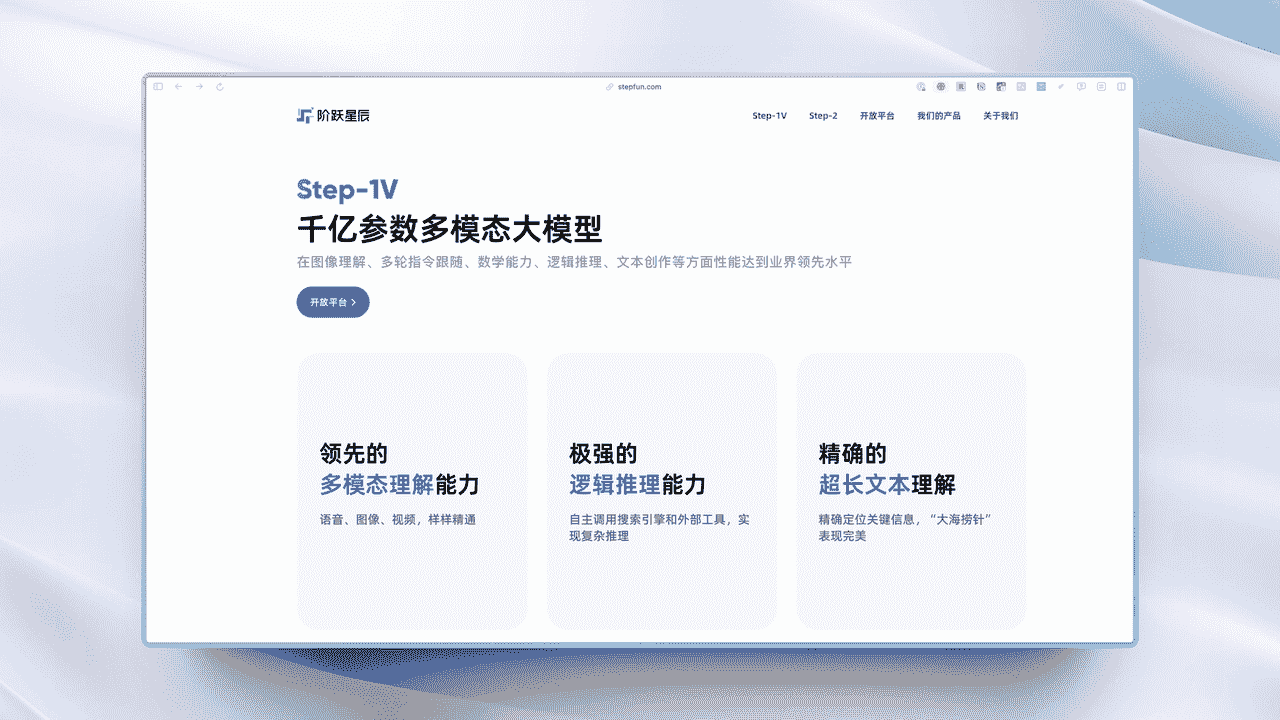 stepfun.com
阶跃星辰
Step-1V
Step-2
开放平台
我们的产品
关于我们
Step-1V
千亿参数多模态大模型
在图像理解、多轮指令跟随、数学能力、逻辑推理、文本创作等方面性能达到业界领先水平
开放平台 >
领先的
多模态理解能力
语音、图像、视频，样样精通
极强的
逻辑推理能力
自主调用搜索引擎和外部工具，实
现复杂推理
精确的
超长文本理解
精确定位关键信息，“大海捞针”
表现完美